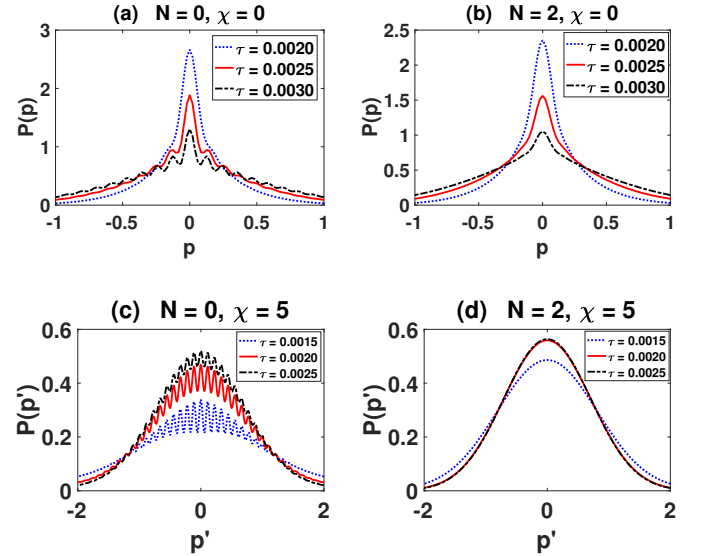 (a) N = 0, χ = 0
P(p)
3
2
1
0
τ = 0.0020
τ = 0.0025
τ = 0.0030
-1 -0.5 0 0.5 1
p
(b) N = 2, χ = 0
P(p)
2.5
2
1.5
1
0.5
0
τ = 0.0020
τ = 0.0025
τ = 0.0030
-1 -0.5 0 0.5 1
p
(c) N = 0, χ = 5
P(p')
0.6
0.4
0.2
0
τ = 0.0015
τ = 0.0020
τ = 0.0025
-2 0 2
p'
(d) N = 2, χ = 5
P(p')
0.6
0.4
0.2
0
τ = 0.0015
τ = 0.0020
τ = 0.0025
-2 0 2
p'